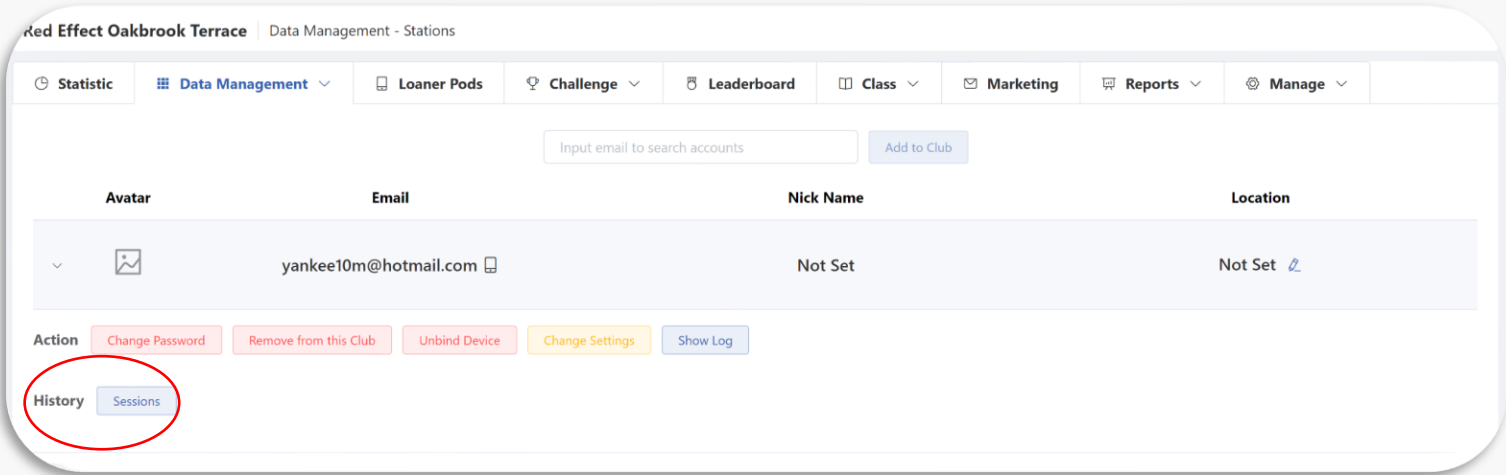 Red Effect Oakbrook Terrace Data Management - Stations
Statistic Data Management Loaner Pods Challenge Leaderboard Class Marketing Reports Manage
Input email to search accounts Add to Club
Avatar Email Nick Name Location
yankee10m@hotmail.com Not Set Not Set
Action Change Password Remove from this Club Unbind Device Change Settings Show Log
History Sessions